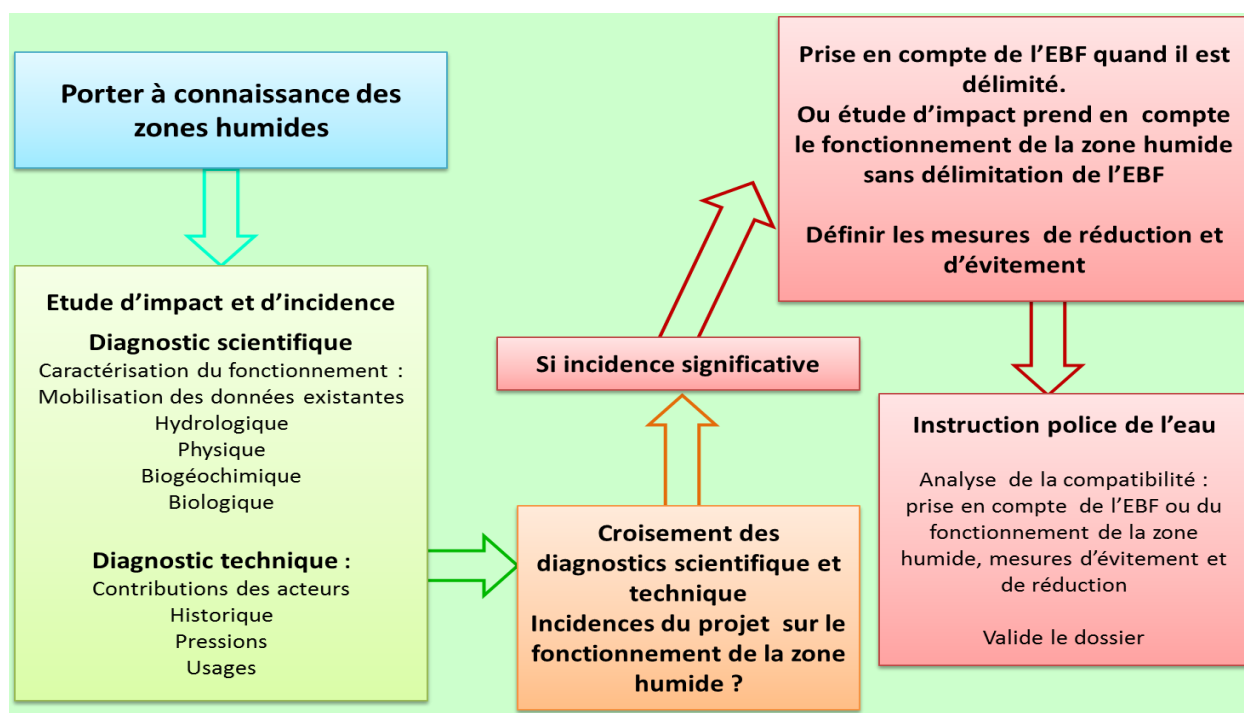 Porter à connaissance des
zones humides
Etude d'impact et d'incidence
Diagnostic scientifique
Caractérisation du fonctionnement :
Mobilisation des données existantes
Hydrologique
Physique
Biogéochimique
Biologique
Diagnostic technique :
Contributions des acteurs
Historique
Pressions
Usages
Croisement des
diagnostics scientifique et
technique
Incidences du projet sur le
fonctionnement de la zone
humide ?
Si incidence significative
Prise en compte de l'EBF quand il est
délimité.
Ou étude d'impact prend en compte
le fonctionnement de la zone humide
sans délimitation de l'EBF
Définir les mesures de réduction et
d'évitement
Instruction police de l'eau
Analyse de la compatibilité :
prise en compte de l'EBF ou du
fonctionnement de la zone
humide, mesures d'évitement et
de réduction
Valide le dossier